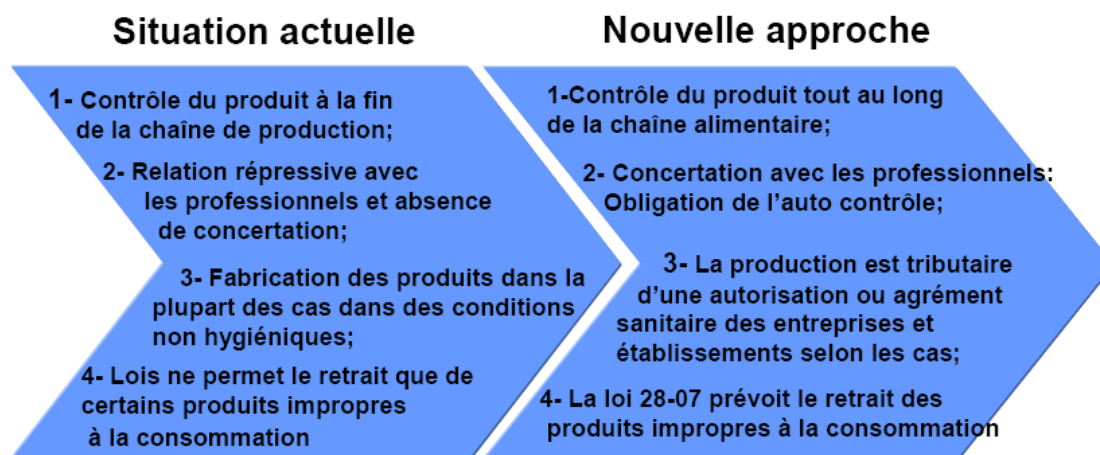 Situation actuelle
1- Contrôle du produit à la fin
de la chaîne de production;
2- Relation répressive avec
les professionnels et absence
de concertation;
3- Fabrication des produits dans la
plupart des cas dans des conditions
non hygiéniques;
4- Lois ne permet le retrait que de
certains produits impropres
à la consommation
Nouvelle approche
1-Contrôle du produit tout au long
de la chaîne alimentaire;
2- Concertation avec les professionnels:
Obligation de l'auto contrôle;
3- La production est tributaire
d'une autorisation ou agrément
sanitaire des entreprises et
établissements selon les cas;
4- La loi 28-07 prévoit le retrait des
produits impropres à la consommation